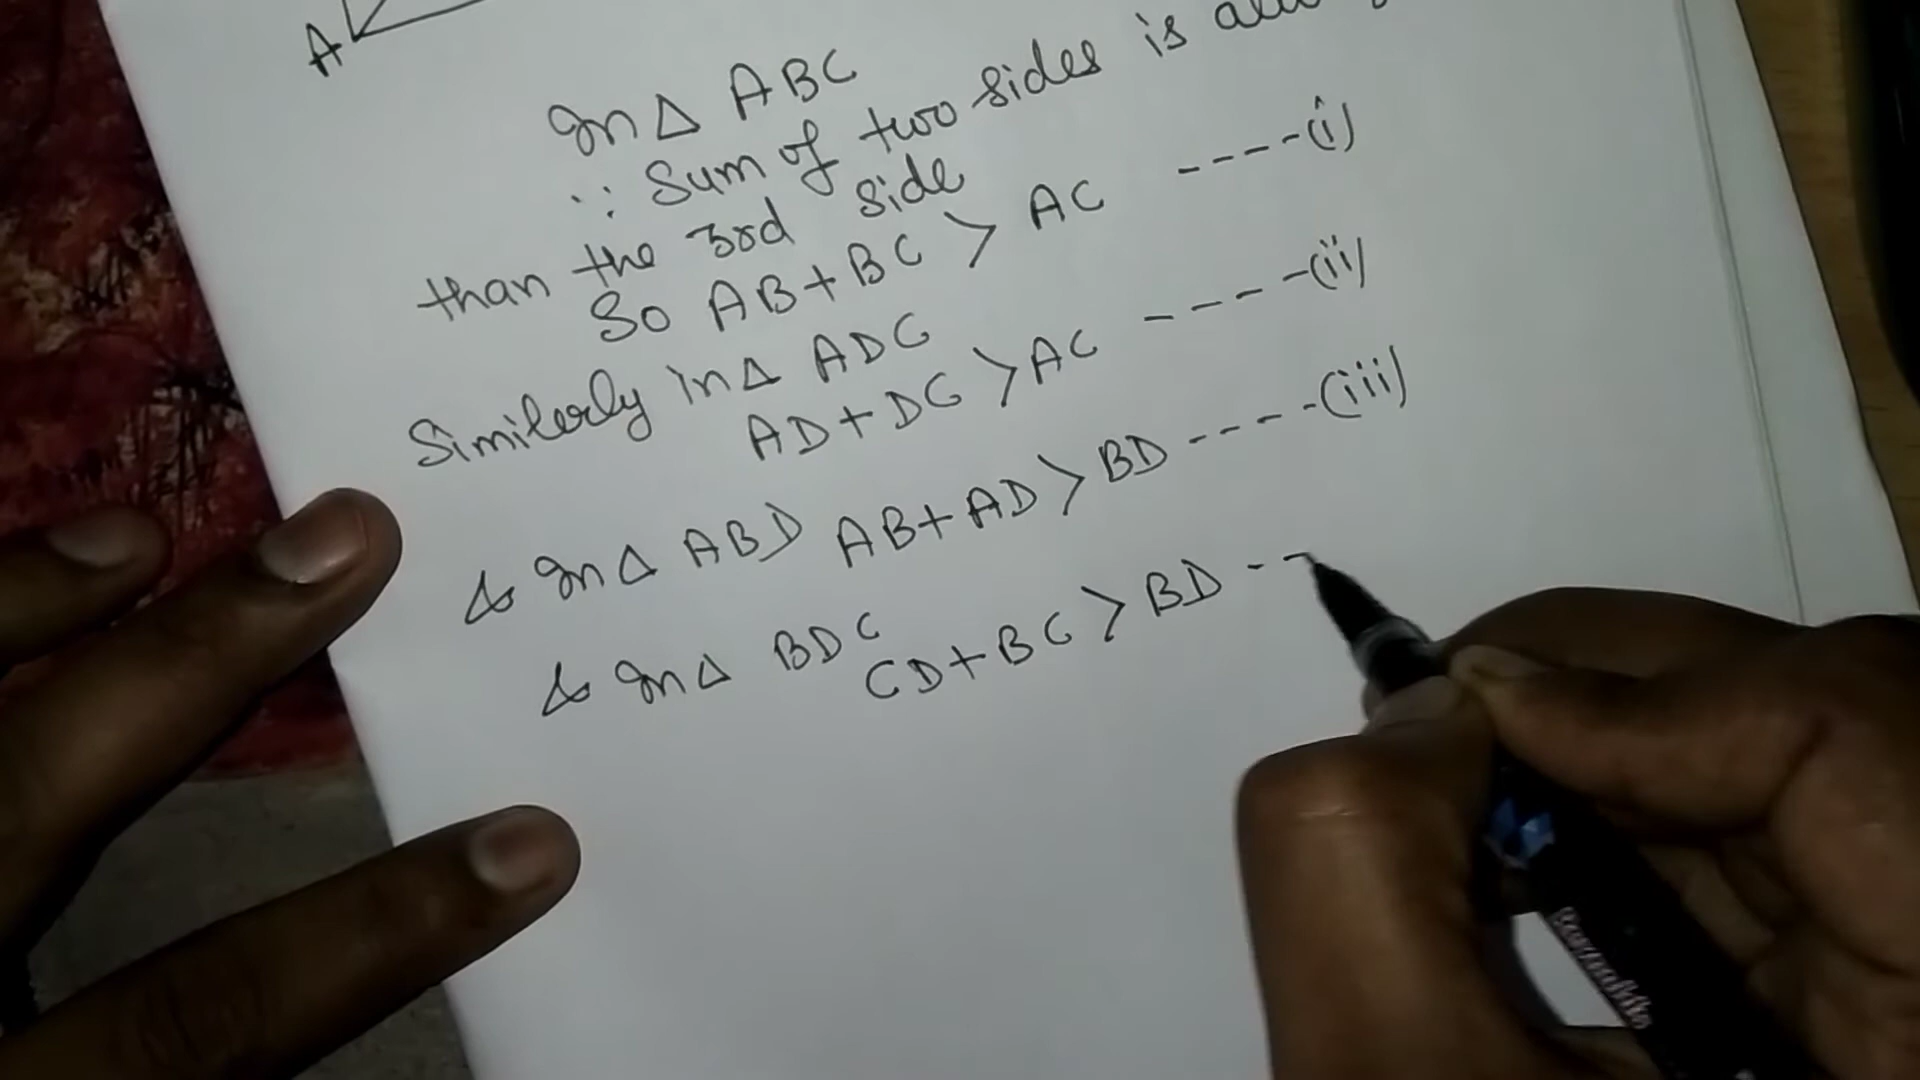 A
In Δ ABC
∵ Sum of two sides is
than the 3rd side
So AB+BC > AC ----(i)
Similerly in Δ ADC
AD+DC > AC ----(ii)
& In Δ ABD AB+AD > BD ----(iii)
& In Δ BDC
CD+BC > BD --